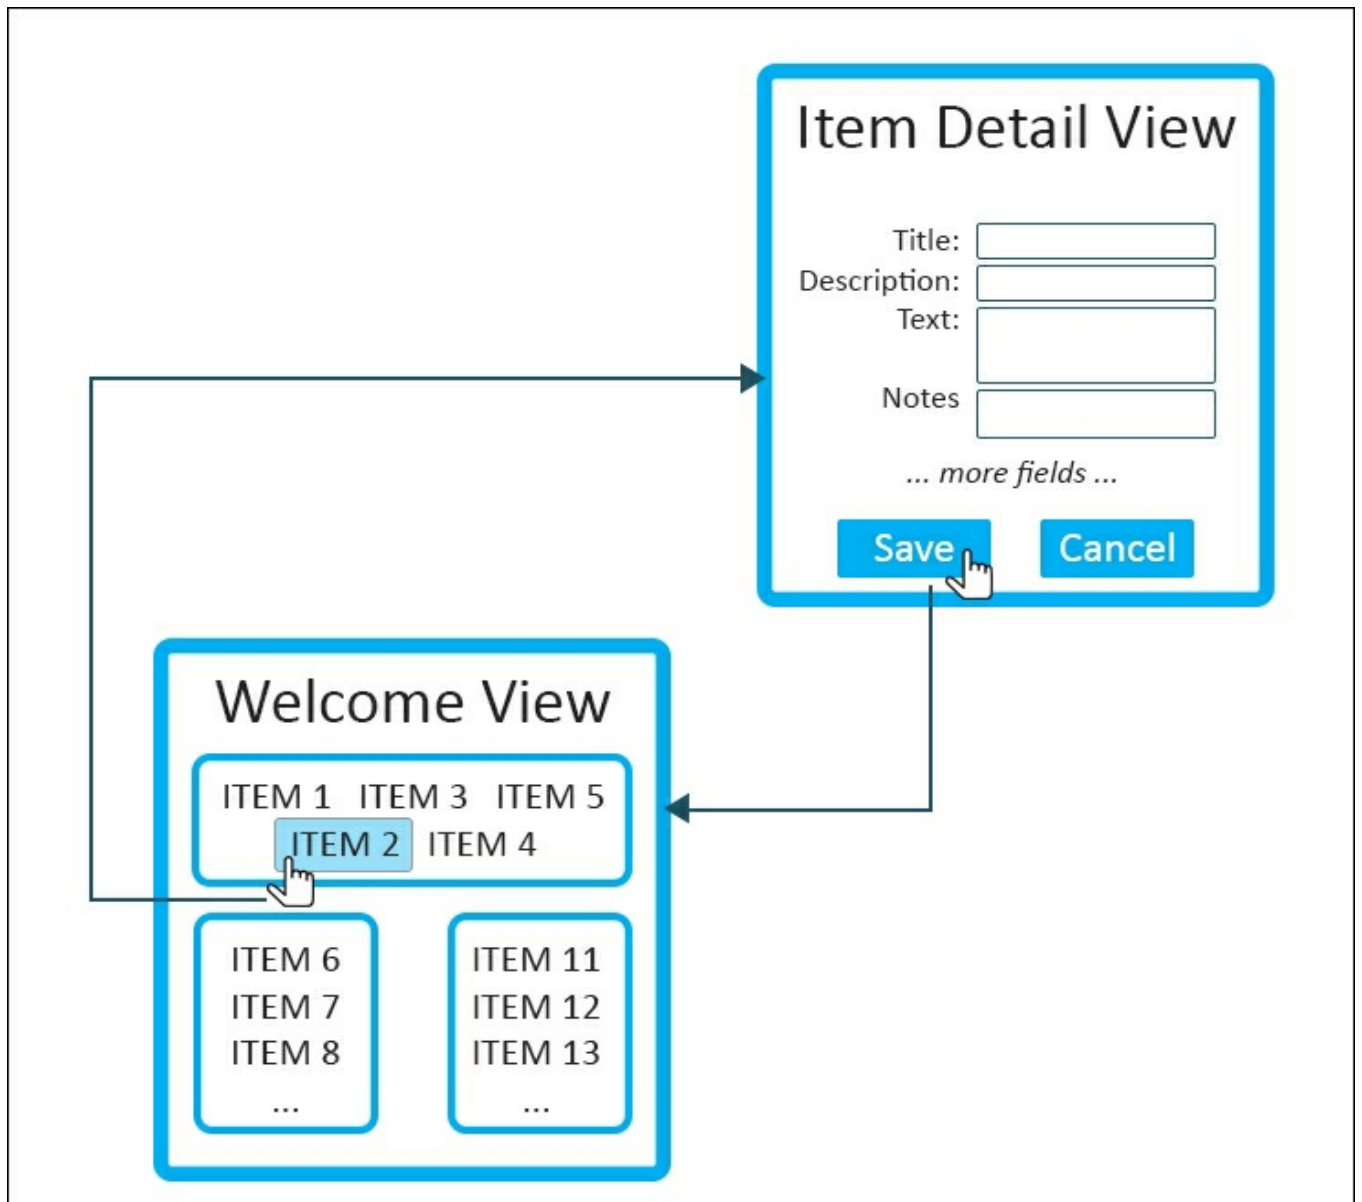 Item Detail View
Title:
Description:
Text:
Notes
... more fields ...
Save Cancel
Welcome View
ITEM 1 ITEM 3 ITEM 5
ITEM 2 ITEM 4
ITEM 6
ITEM 7
ITEM 8
...
ITEM 11
ITEM 12
ITEM 13
...